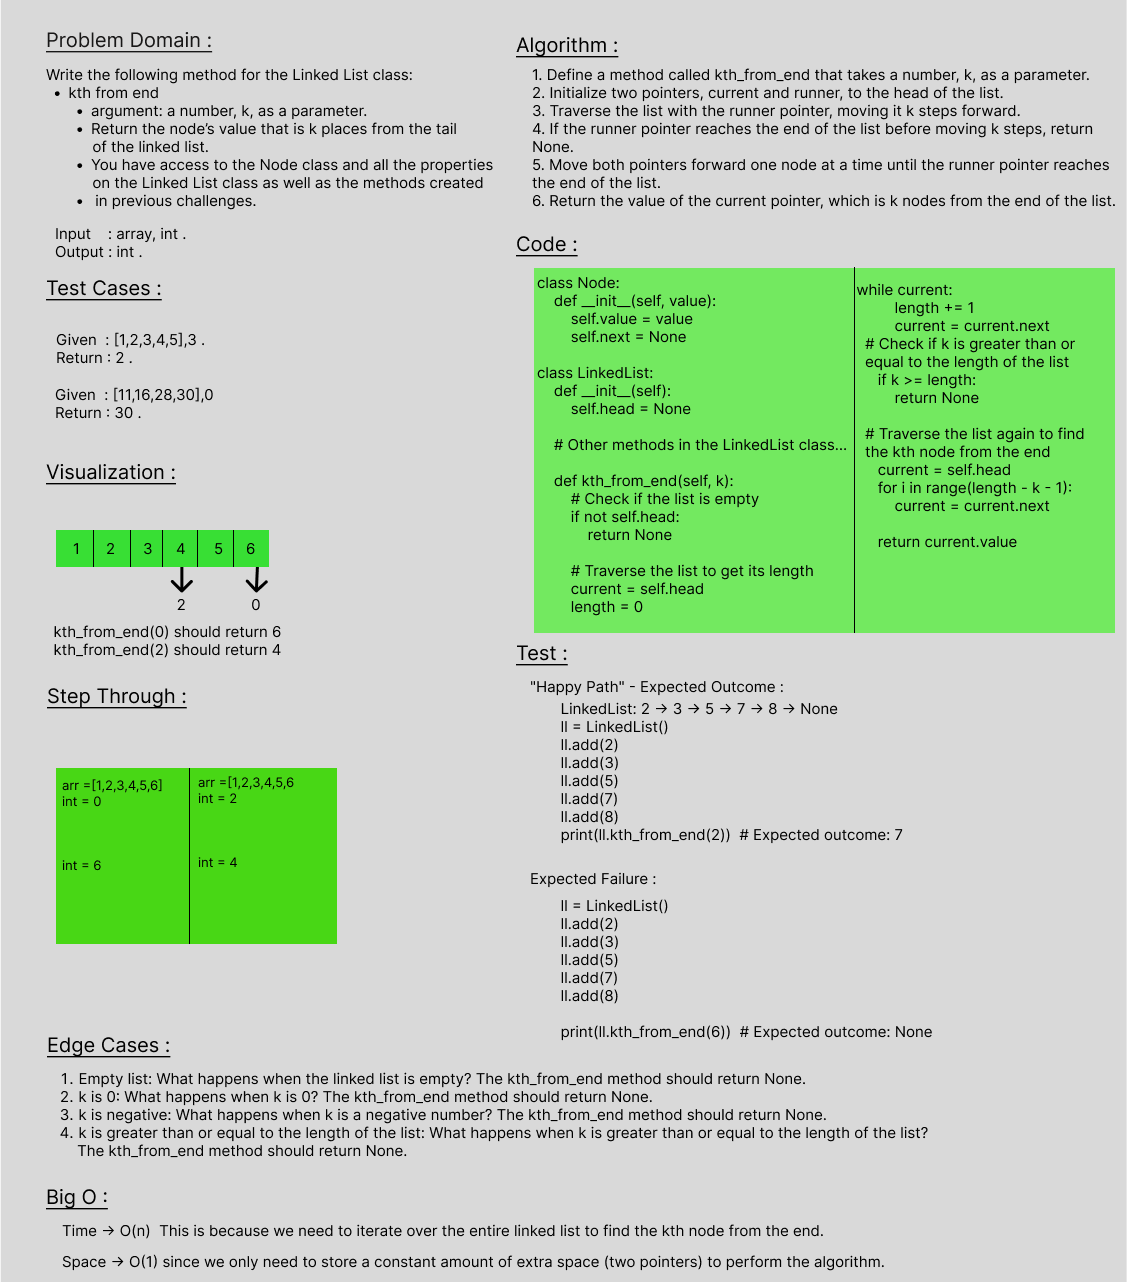 Problem Domain :
Write the following method for the Linked List class:
• kth from end
• argument: a number, k, as a parameter.
• Return the node’s value that is k places from the tail
of the linked list.
• You have access to the Node class and all the properties
on the Linked List class as well as the methods created
• in previous challenges.
Input : array, int .
Output : int .
Test Cases :
Given : [1,2,3,4,5],3 .
Return : 2 .
Given : [11,16,28,30],0
Return : 30 .
Visualization :
1 2 3 4 5 6
2 0
kth_from_end(0) should return 6
kth_from_end(2) should return 4
Step Through :
arr =[1,2,3,4,5,6]
int = 0
int = 6
arr =[1,2,3,4,5,6
int = 2
int = 4
Algorithm :
1. Define a method called kth_from_end that takes a number, k, as a parameter.
2. Initialize two pointers, current and runner, to the head of the list.
3. Traverse the list with the runner pointer, moving it k steps forward.
4. If the runner pointer reaches the end of the list before moving k steps, return
None.
5. Move both pointers forward one node at a time until the runner pointer reaches
the end of the list.
6. Return the value of the current pointer, which is k nodes from the end of the list.
Code :
class Node:
def __init__(self, value):
self.value = value
self.next = None
class LinkedList:
def __init__(self):
self.head = None
# Other methods in the LinkedList class...
def kth_from_end(self, k):
# Check if the list is empty
if not self.head:
return None
# Traverse the list to get its length
current = self.head
length = 0
while current:
length += 1
current = current.next
# Check if k is greater than or
equal to the length of the list
if k >= length:
return None
# Traverse the list again to find
the kth node from the end
current = self.head
for i in range(length - k - 1):
current = current.next
return current.value
Test :
"Happy Path" - Expected Outcome :
LinkedList: 2 → 3 → 5 → 7 → 8 → None
ll = LinkedList()
ll.add(2)
ll.add(3)
ll.add(5)
ll.add(7)
ll.add(8)
print(ll.kth_from_end(2)) # Expected outcome: 7
Expected Failure :
ll = LinkedList()
ll.add(2)
ll.add(3)
ll.add(5)
ll.add(7)
ll.add(8)
print(ll.kth_from_end(6)) # Expected outcome: None
Edge Cases :
1. Empty list: What happens when the linked list is empty? The kth_from_end method should return None.
2. k is 0: What happens when k is 0? The kth_from_end method should return None.
3. k is negative: What happens when k is a negative number? The kth_from_end method should return None.
4. k is greater than or equal to the length of the list: What happens when k is greater than or equal to the length of the list?
The kth_from_end method should return None.
Big O :
Time → O(n) This is because we need to iterate over the entire linked list to find the kth node from the end.
Space → O(1) since we only need to store a constant amount of extra space (two pointers) to perform the algorithm.